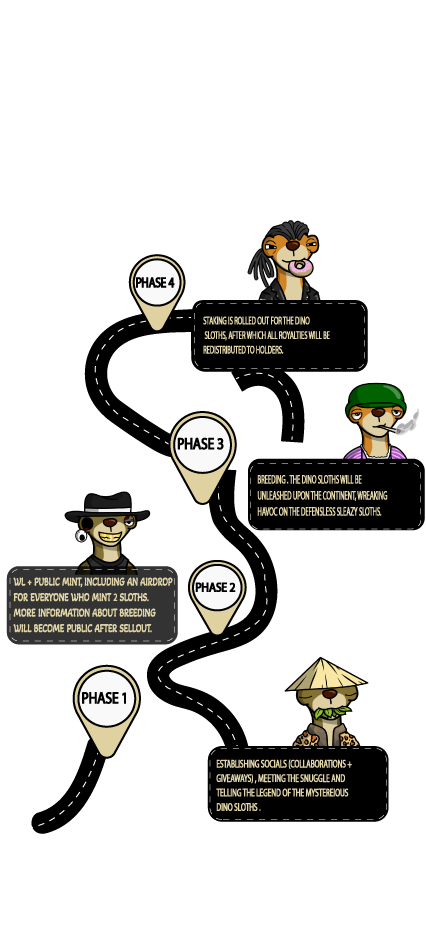 PHASE 4
STAKING IS ROLLED OUT FOR THE DINO
SLOTHS, AFTER WHICH ALL ROYALTIES WILL BE
REDISTRIBUTED TO HOLDERS.
PHASE 3
BREEDING. THE DINO SLOTHS WILL BE
UNLEASHED UPON THE CONTINENT, WREAKING
HAVOC ON THE DEFENSLESS SLEAZY SLOTHS.
PHASE 2
WL + PUBLIC MINT, INCLUDING AN AIRDROP
FOR EVERYONE WHO MINT 2 SLOTHS.
MORE INFORMATION ABOUT BREEDING
WILL BECOME PUBLIC AFTER SELLOUT.
PHASE 1
ESTABLISHING SOCIALS (COLLABORATIONS +
GIVEAWAYS) , MEETING THE SNUGGLE AND
TELLING THE LEGEND OF THE MYSTEREIOUS
DINO SLOTHS .